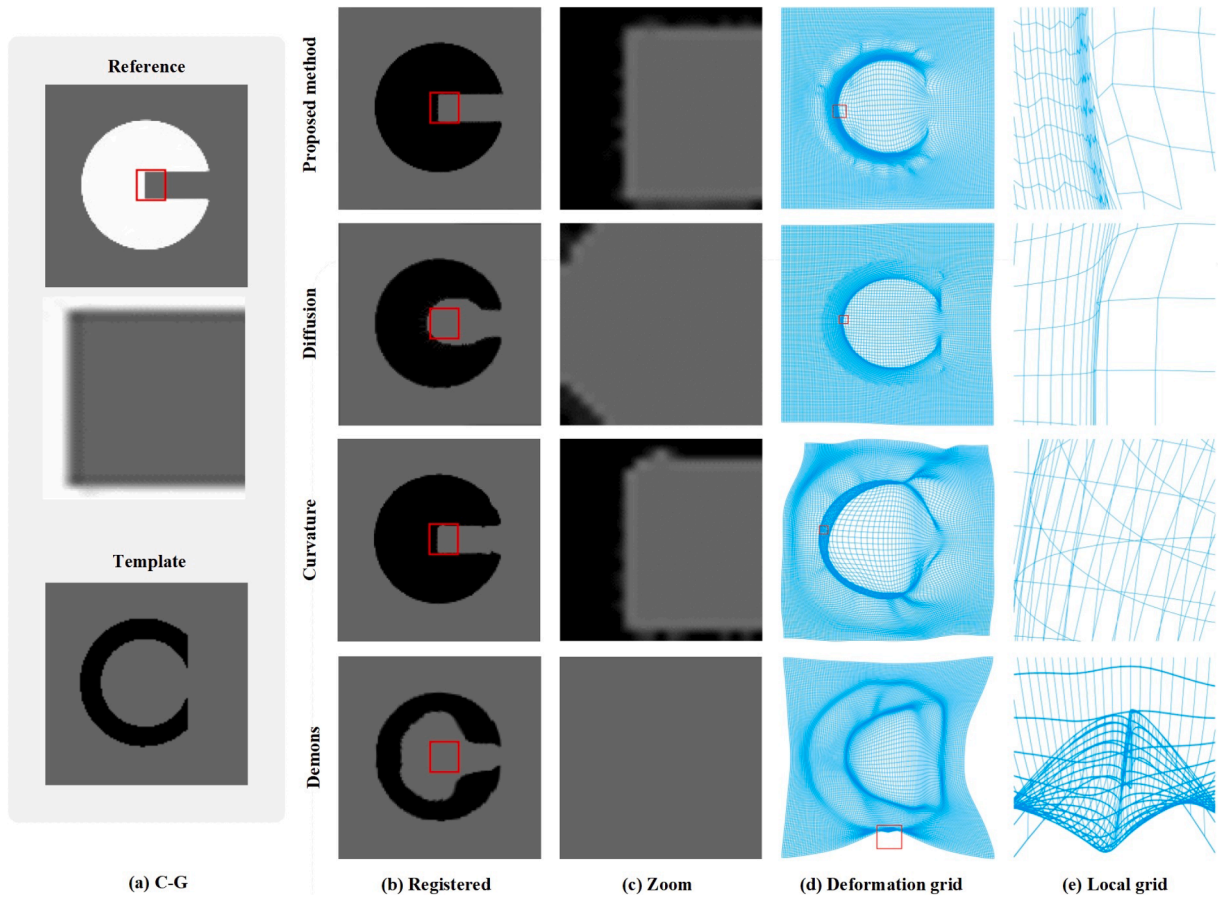 Reference
Template
Proposed method
Diffusion
Curvature
Demons
(a) C-G
(b) Registered
(c) Zoom
(d) Deformation grid
(e) Local grid